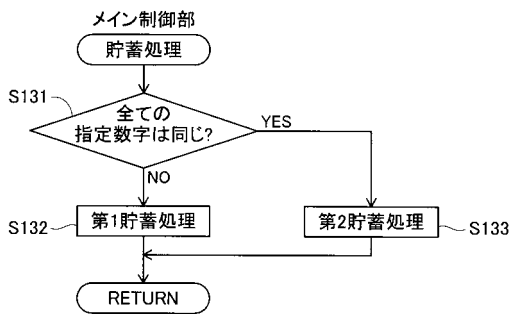 メイン制御部
貯蓄処理
S131
全ての
指定数字は同じ?
YES
NO
S132
第1貯蓄処理
第2貯蓄処理
S133
RETURN